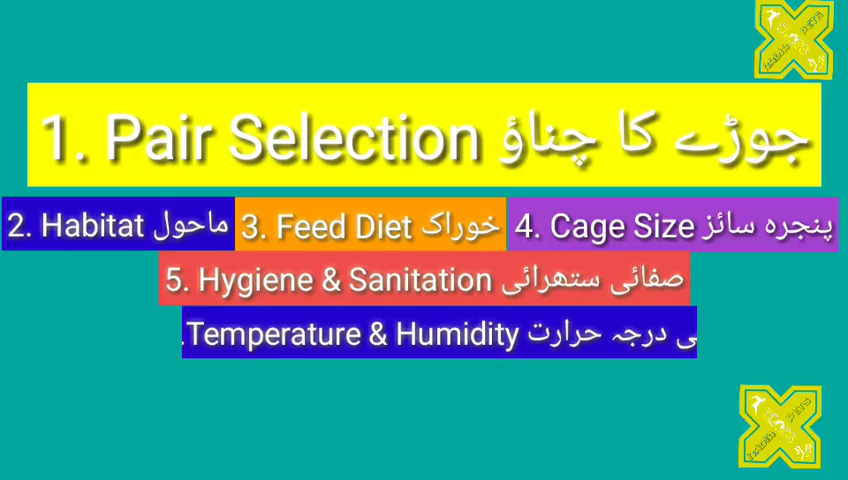 1. Pair Selection جوڑے کا چناؤ
2. Habitat ماحول
3. Feed Diet خوراک
4. Cage Size پنجرہ سائز
5. Hygiene & Sanitation صفائی ستھرائی
.Temperature & Humidity ی درجہ حرارت